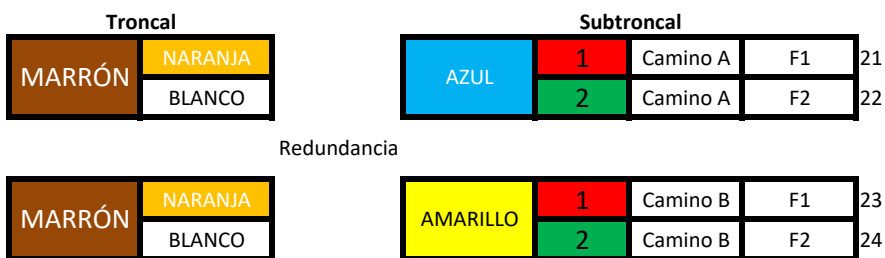 Troncal Subtroncal
MARRÓN NARANJA AZUL 1 Camino A F1 21
BLANCO 2 Camino A F2 22
Redundancia
MARRÓN NARANJA AMARILLO 1 Camino B F1 23
BLANCO 2 Camino B F2 24